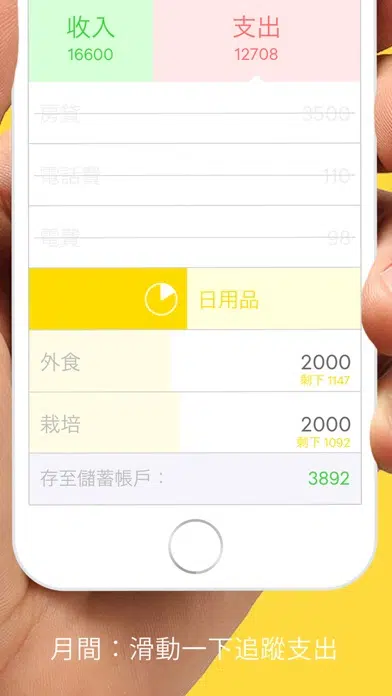 收入 支出
16600 12708
房貸 3500
電話費 110
電費 98
日用品
外食 2000
剩下 1147
栽培 2000
剩下 1092
存至儲蓄帳戶： 3892
月間：滑動一下追蹤支出